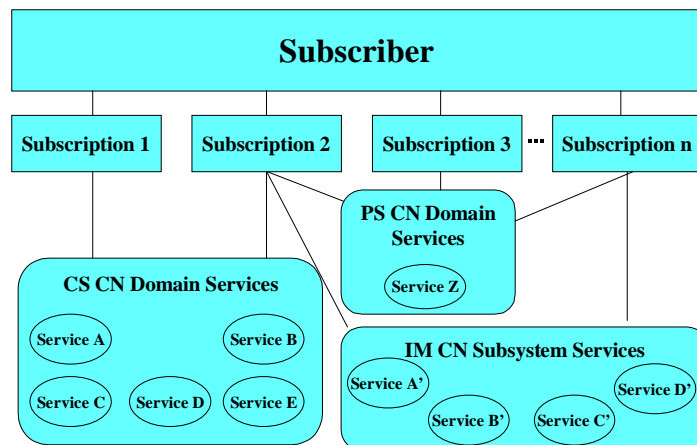 Subscriber
Subscription 1
Subscription 2
Subscription 3
...
Subscription n
PS CN Domain
Services
Service Z
CS CN Domain Services
Service A
Service B
Service C
Service D
Service E
IM CN Subsystem Services
Service A’
Service B’
Service C’
Service D’